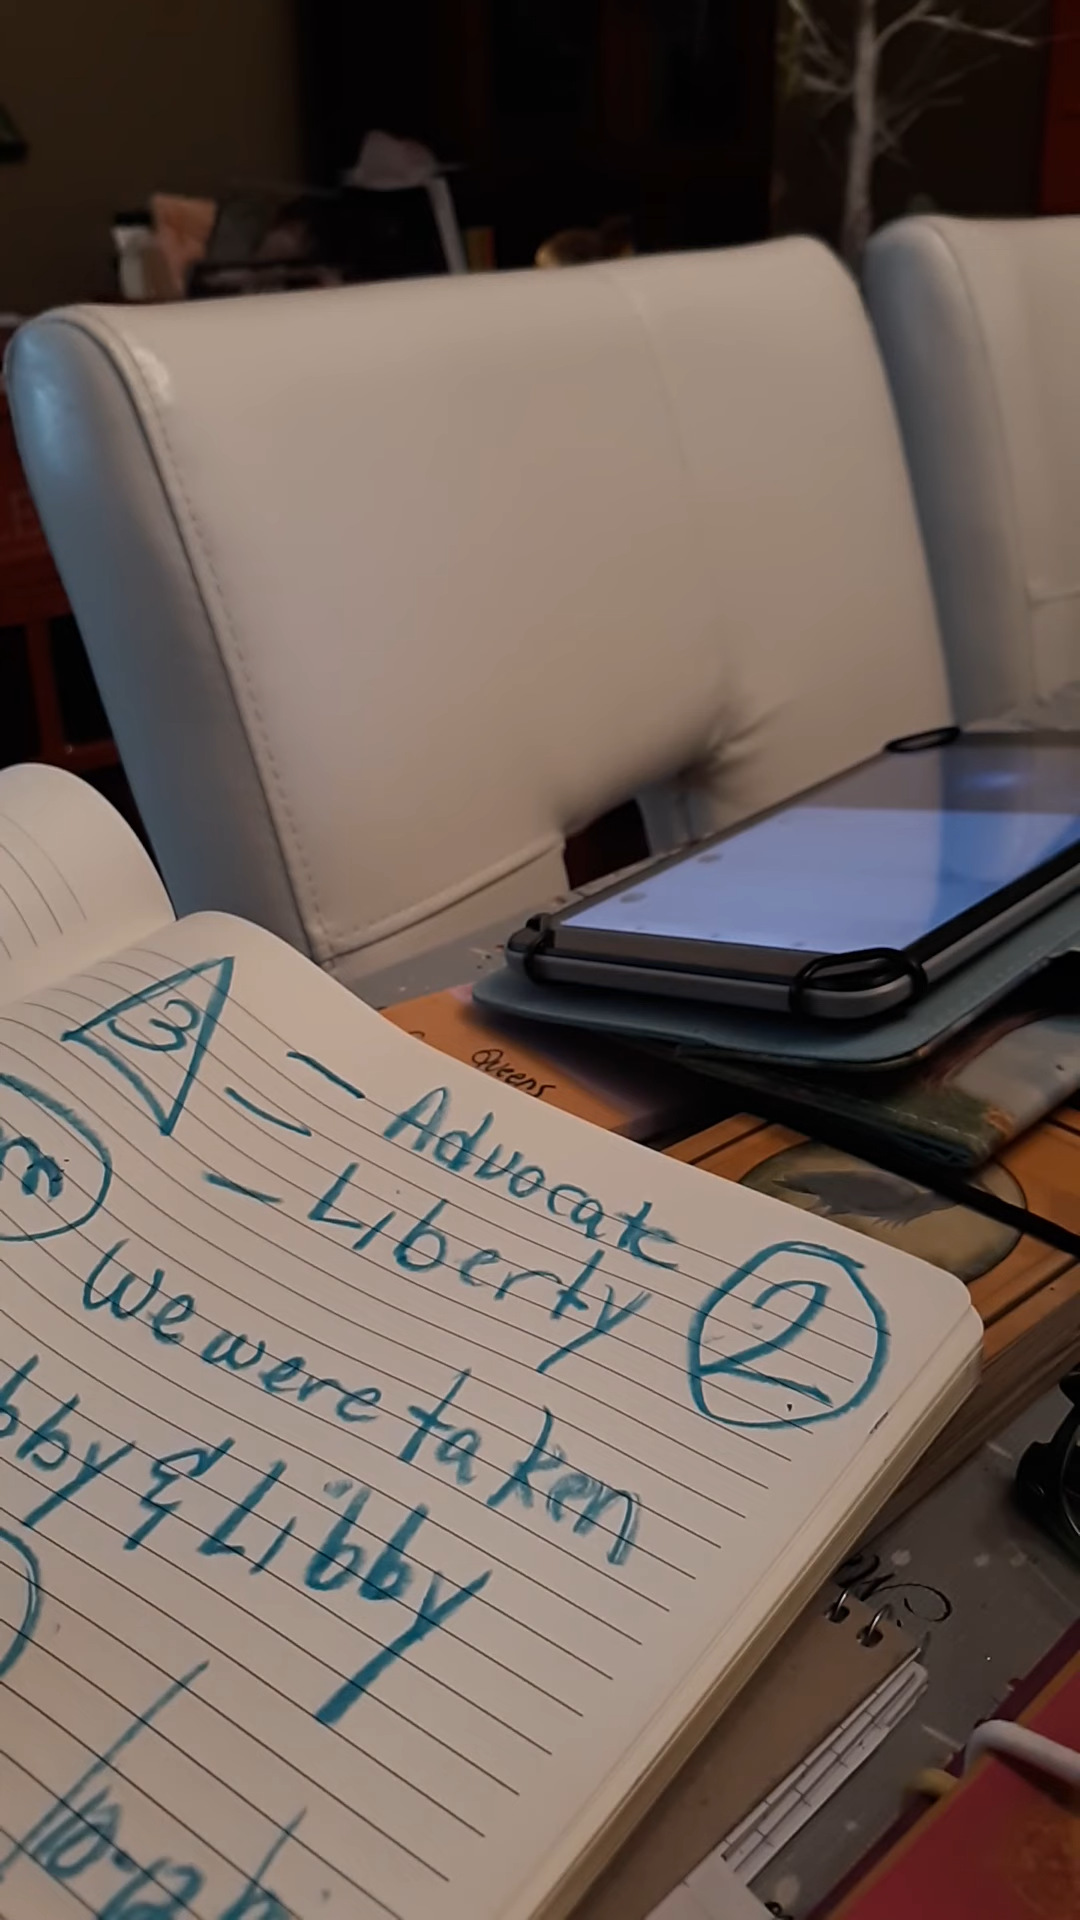 3
— Advocate
— Liberty
2
We were taken
bby & Libby
Queens